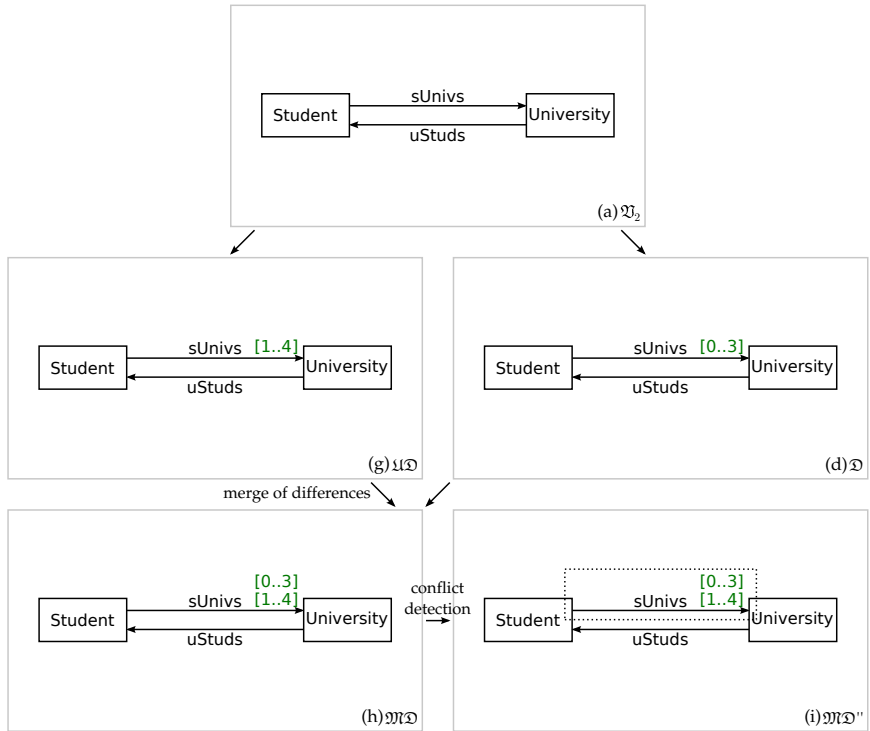 sUnivs
Student University
uStuds
(a) 𝔙₂
[1..4]
sUnivs
Student University
uStuds
(g) 𝔘𝔇
[0..3]
sUnivs
Student University
uStuds
(d) 𝔇
merge of differences
[0..3]
[1..4]
sUnivs
Student University
uStuds
(h) 𝔐𝔇
conflict
detection
[0..3]
[1..4]
sUnivs
Student University
uStuds
(i) 𝔐𝔇"